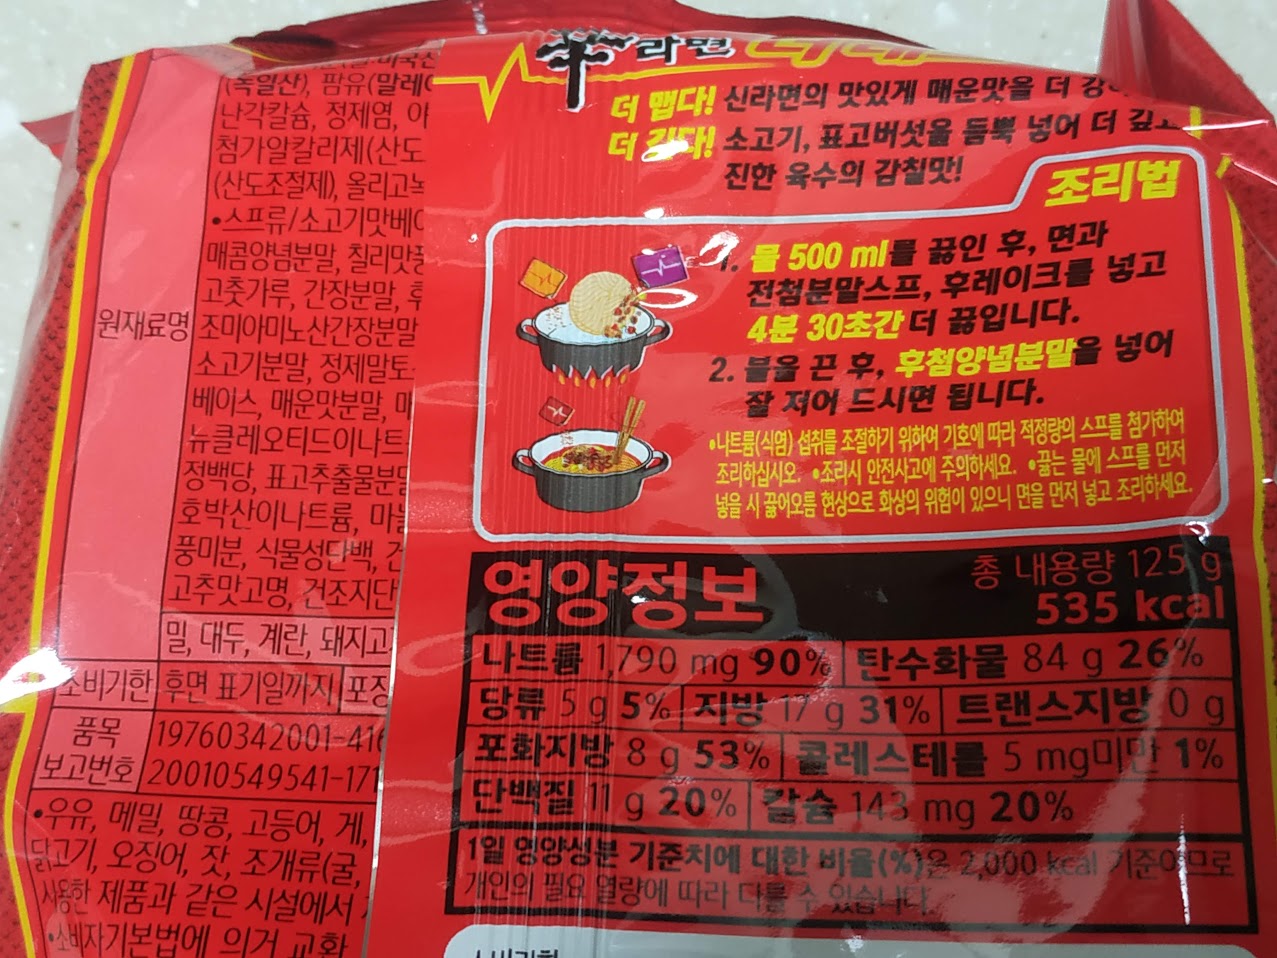 (독일산), 팜유(말레
난각칼슘, 정제염,
첨가알칼리제(산도
(산도조절제), 올리고녹
•스프류/소고기맛베
매콤양념분말, 칠리맛
고춧가루, 간장분말,
원재료명
조미아미노산간장분말
소고기분말, 정제말토
베이스, 매운맛분말,
뉴클레오티드이나트
정백당, 표고추출물분말
호박산이나트륨, 마늘
풍미분, 식물성단백,
고추맛고명, 건조지단
밀, 대두, 계란, 돼지고
소비기한 후면 표기일까지 포장
품목
보고번호
19760342001-416
20010549541-171
•우유, 메밀, 땅콩, 고등어, 게,
닭고기, 오징어, 잣, 조개류(굴,
사용한 제품과 같은 시설에서
•소비자기본법에 의거 교환
辛라면
더 맵다! 신라면의 맛있게 매운맛을 더
더 깊다! 소고기, 표고버섯을 듬뿍 넣어 더 깊고
진한 육수의 감칠맛!
조리법
1. 물 500 ml를 끓인 후, 면과
전첨분말스프, 후레이크를 넣고
4분 30초간 더 끓입니다.
2. 불을 끈 후, 후첨양념분말을 넣어
잘 저어 드시면 됩니다.
•나트륨(식염) 섭취를 조절하기 위하여 기호에 따라 적정량의 스프를 첨가하여
조리하십시오. •조리시 안전사고에 주의하세요. •끓는 물에 스프를 먼저
넣을 시 끓어오름 현상으로 화상의 위험이 있으니 면을 먼저 넣고 조리하세요.
영양정보
총 내용량 125 g
535 kcal
나트륨 1,790 mg 90% 탄수화물 84 g 26%
당류 5 g 5% 지방 17 g 31% 트랜스지방 0 g
포화지방 8 g 53% 콜레스테롤 5 mg미만 1%
단백질 11 g 20% 칼슘 143 mg 20%
1일 영양성분 기준치에 대한 비율(%)은 2,000 kcal 기준이므로
개인의 필요 열량에 따라 다를 수 있습니다.